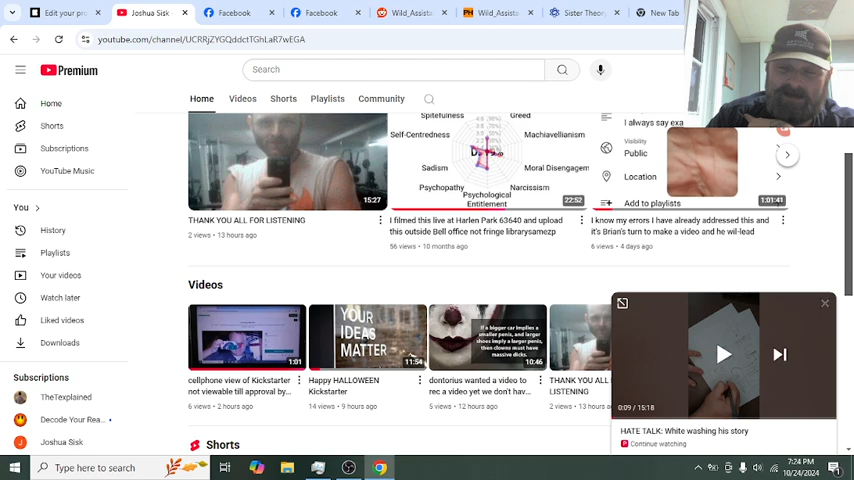 Edit your pro
Joshua Sisk -
Facebook
Facebook
Wild_Assista
Wild_Assista
Sister Theory
New Tab
youtube.com/channel/UCRRjZYGQddctTGhLaR7wEGA
Premium
Search
Home
Shorts
Subscriptions
YouTube Music
You
History
Playlists
Your videos
Watch later
Liked videos
Downloads
Subscriptions
TheTexplained
Decode Your Rea...
Joshua Sisk
Home Videos Shorts Playlists Community
15:27
THANK YOU ALL FOR LISTENING
2 views • 13 hours ago
Spitefulness
Greed
Self-Centredness
Machiavellianism
Sadism
Moral Disengagem
Psychopathy
Narcissism
Psychological
Entitlement
22:52
I filmed this live at Harlen Park 63640 and upload
this outside Bell office not fringe librarysamezp
56 views • 10 months ago
I always say exa
Visibility
Public
Location
Add to playlists
1:01:41
I know my errors I have already addressed this and
it's Brian's turn to make a video and he wil-lead
6 views • 4 days ago
Videos
1:01
cellphone view of Kickstarter
not viewable till approval by...
6 views • 2 hours ago
YOUR
IDEAS
MATTER
11:54
Happy HALLOWEEN
Kickstarter
14 views • 9 hours ago
If a bigger car implies a
smaller penis, and larger
shoes imply a larger penis,
then clowns must have
massive dicks.
10:46
dontorius wanted a video to
rec a video yet we don't hav...
5 views • 12 hours ago
THANK YOU ALL
LISTENING
2 views • 13 hours
0:09 / 15:18
HATE TALK: White washing his story
Continue watching
Shorts
Type here to search
7:24 PM
10/24/2024